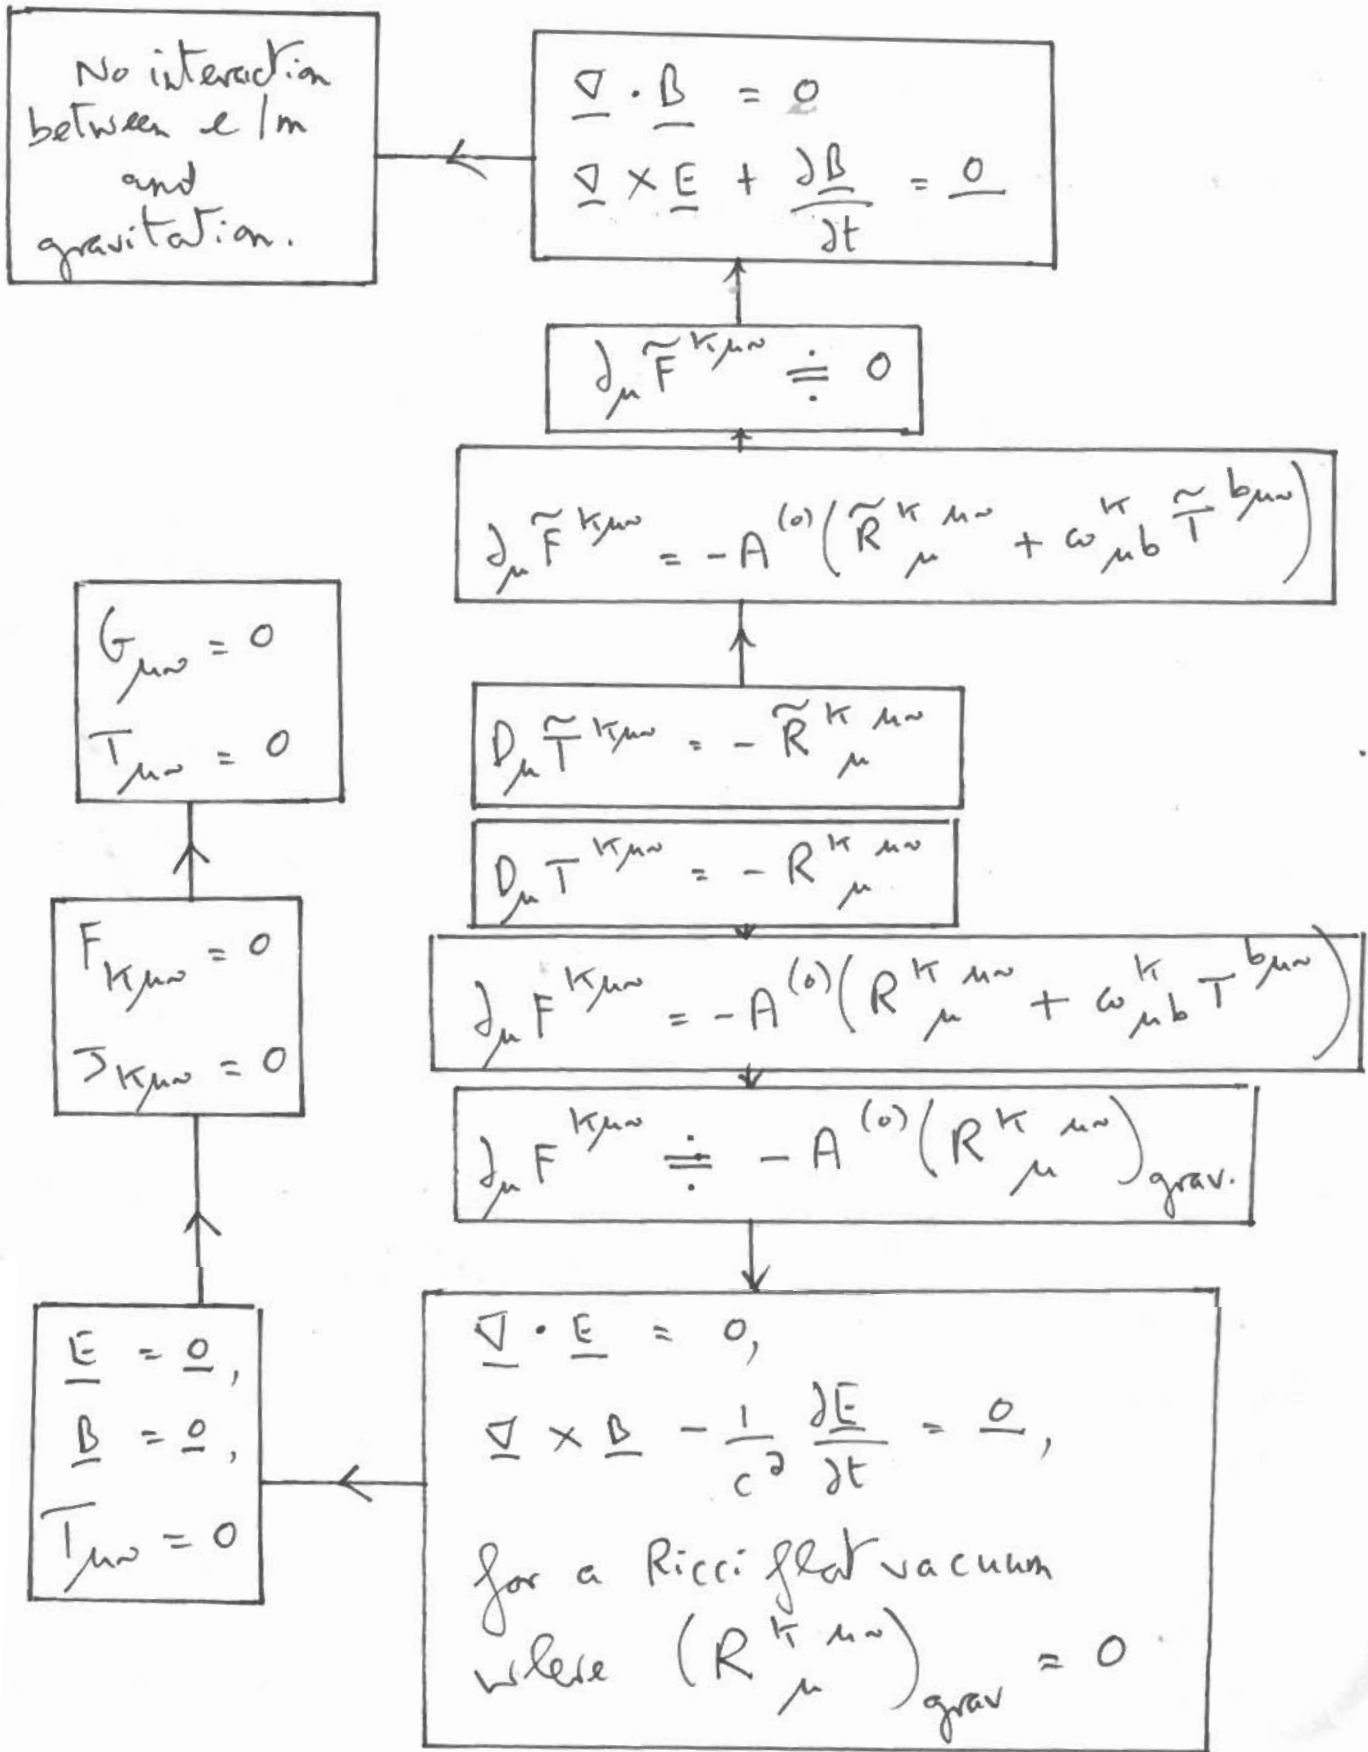 No interaction
between e/m
and
gravitation.
∇ · B = 0
∇ × E + ∂B/∂t = 0
∂_μ F̃^{κμν} ≑ 0
∂_μ F̃^{κμν} = -A^{(0)}(R̃^κ_μ^{μν} + ω^κ_{μb} T̃^{bμν})
G_{μν} = 0
T_{μν} = 0
D_μ T̃^{κμν} = - R̃^κ_μ^{μν}
D_μ T^{κμν} = - R^κ_μ^{μν}
F_{κμν} = 0
J_{κμν} = 0
∂_μ F^{κμν} = -A^{(0)}(R^κ_μ^{μν} + ω^κ_{μb} T^{bμν})
∂_μ F^{κμν} ≑ - A^{(0)}(R^κ_μ^{μν})_{grav.}
E = 0,
B = 0,
T_{μν} = 0
∇ · E = 0,
∇ × B - 1/c² ∂E/∂t = 0,
for a Ricci flat vacuum
where (R^κ_μ^{μν})_{grav} = 0